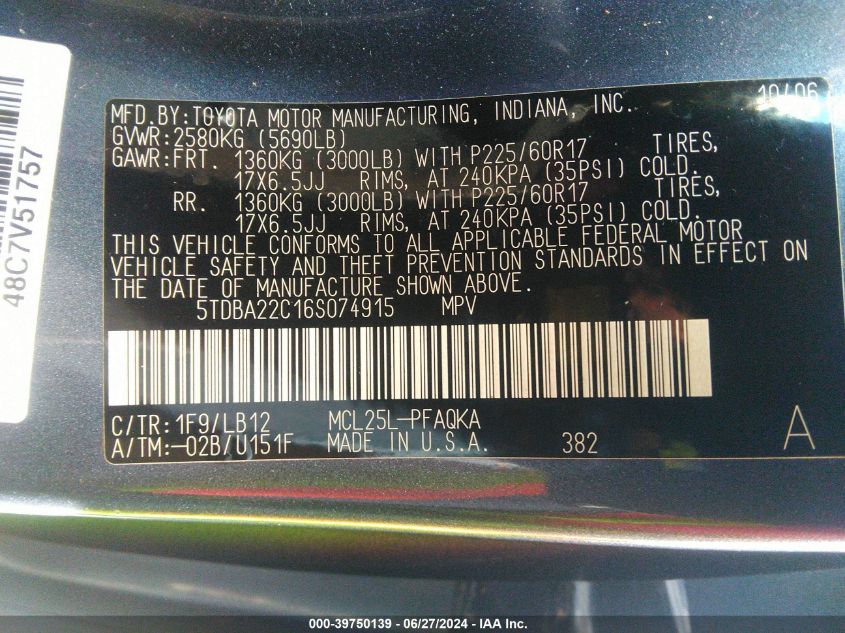 48C7V51757
10/06
MFD.BY:TOYOTA MOTOR MANUFACTURING, INDIANA, INC.
GVWR:2580KG (5690LB)
GAWR:FRT. 1360KG (3000LB) WITH P225/60R17 TIRES,
17X6.5JJ RIMS, AT 240KPA (35PSI) COLD.
RR. 1360KG (3000LB) WITH P225/60R17 TIRES,
17X6.5JJ RIMS, AT 240KPA (35PSI) COLD.
THIS VEHICLE CONFORMS TO ALL APPLICABLE FEDERAL MOTOR
VEHICLE SAFETY AND THEFT PREVENTION STANDARDS IN EFFECT ON
THE DATE OF MANUFACTURE SHOWN ABOVE.
5TDBA22C16S074915 MPV
C/TR:1F9/LB12 MCL25L-PFAQKA
A/TM:-02B/U151F MADE IN U.S.A. 382 A
000-39750139 - 06/27/2024 - IAA Inc.